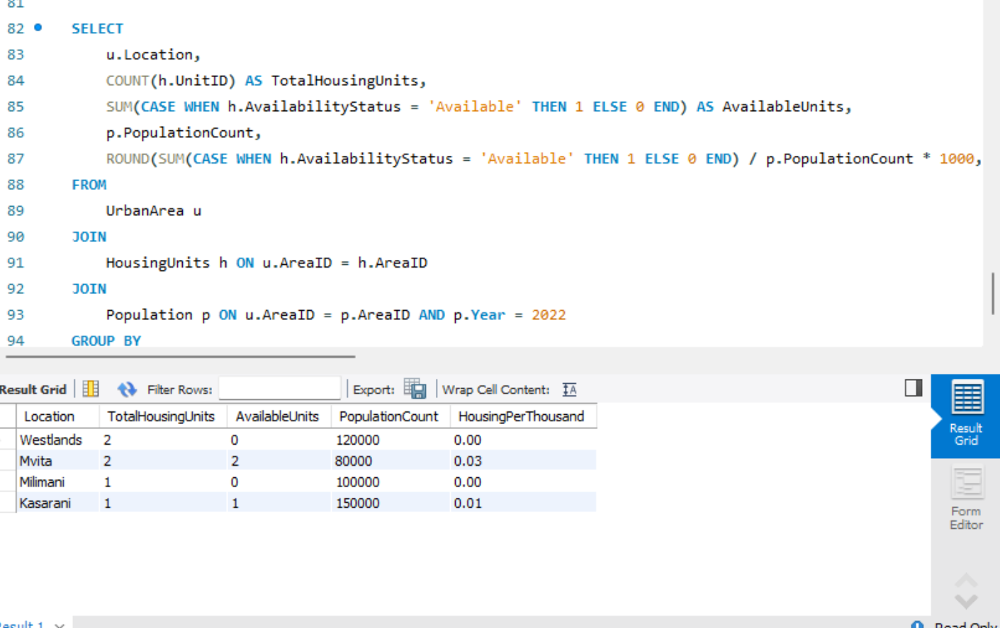 81
82 SELECT
83 u.Location,
84 COUNT(h.UnitID) AS TotalHousingUnits,
85 SUM(CASE WHEN h.AvailabilityStatus = 'Available' THEN 1 ELSE 0 END) AS AvailableUnits,
86 p.PopulationCount,
87 ROUND(SUM(CASE WHEN h.AvailabilityStatus = 'Available' THEN 1 ELSE 0 END) / p.PopulationCount * 1000,
88 FROM
89 UrbanArea u
90 JOIN
91 HousingUnits h ON u.AreaID = h.AreaID
92 JOIN
93 Population p ON u.AreaID = p.AreaID AND p.Year = 2022
94 GROUP BY
Result Grid Filter Rows: Export: Wrap Cell Content: IA
Location TotalHousingUnits AvailableUnits PopulationCount HousingPerThousand
Westlands 2 0 120000 0.00
Mvita 2 2 80000 0.03
Milimani 1 0 100000 0.00
Kasarani 1 1 150000 0.01
Result
Grid
Form
Editor
Result 1
Read Only